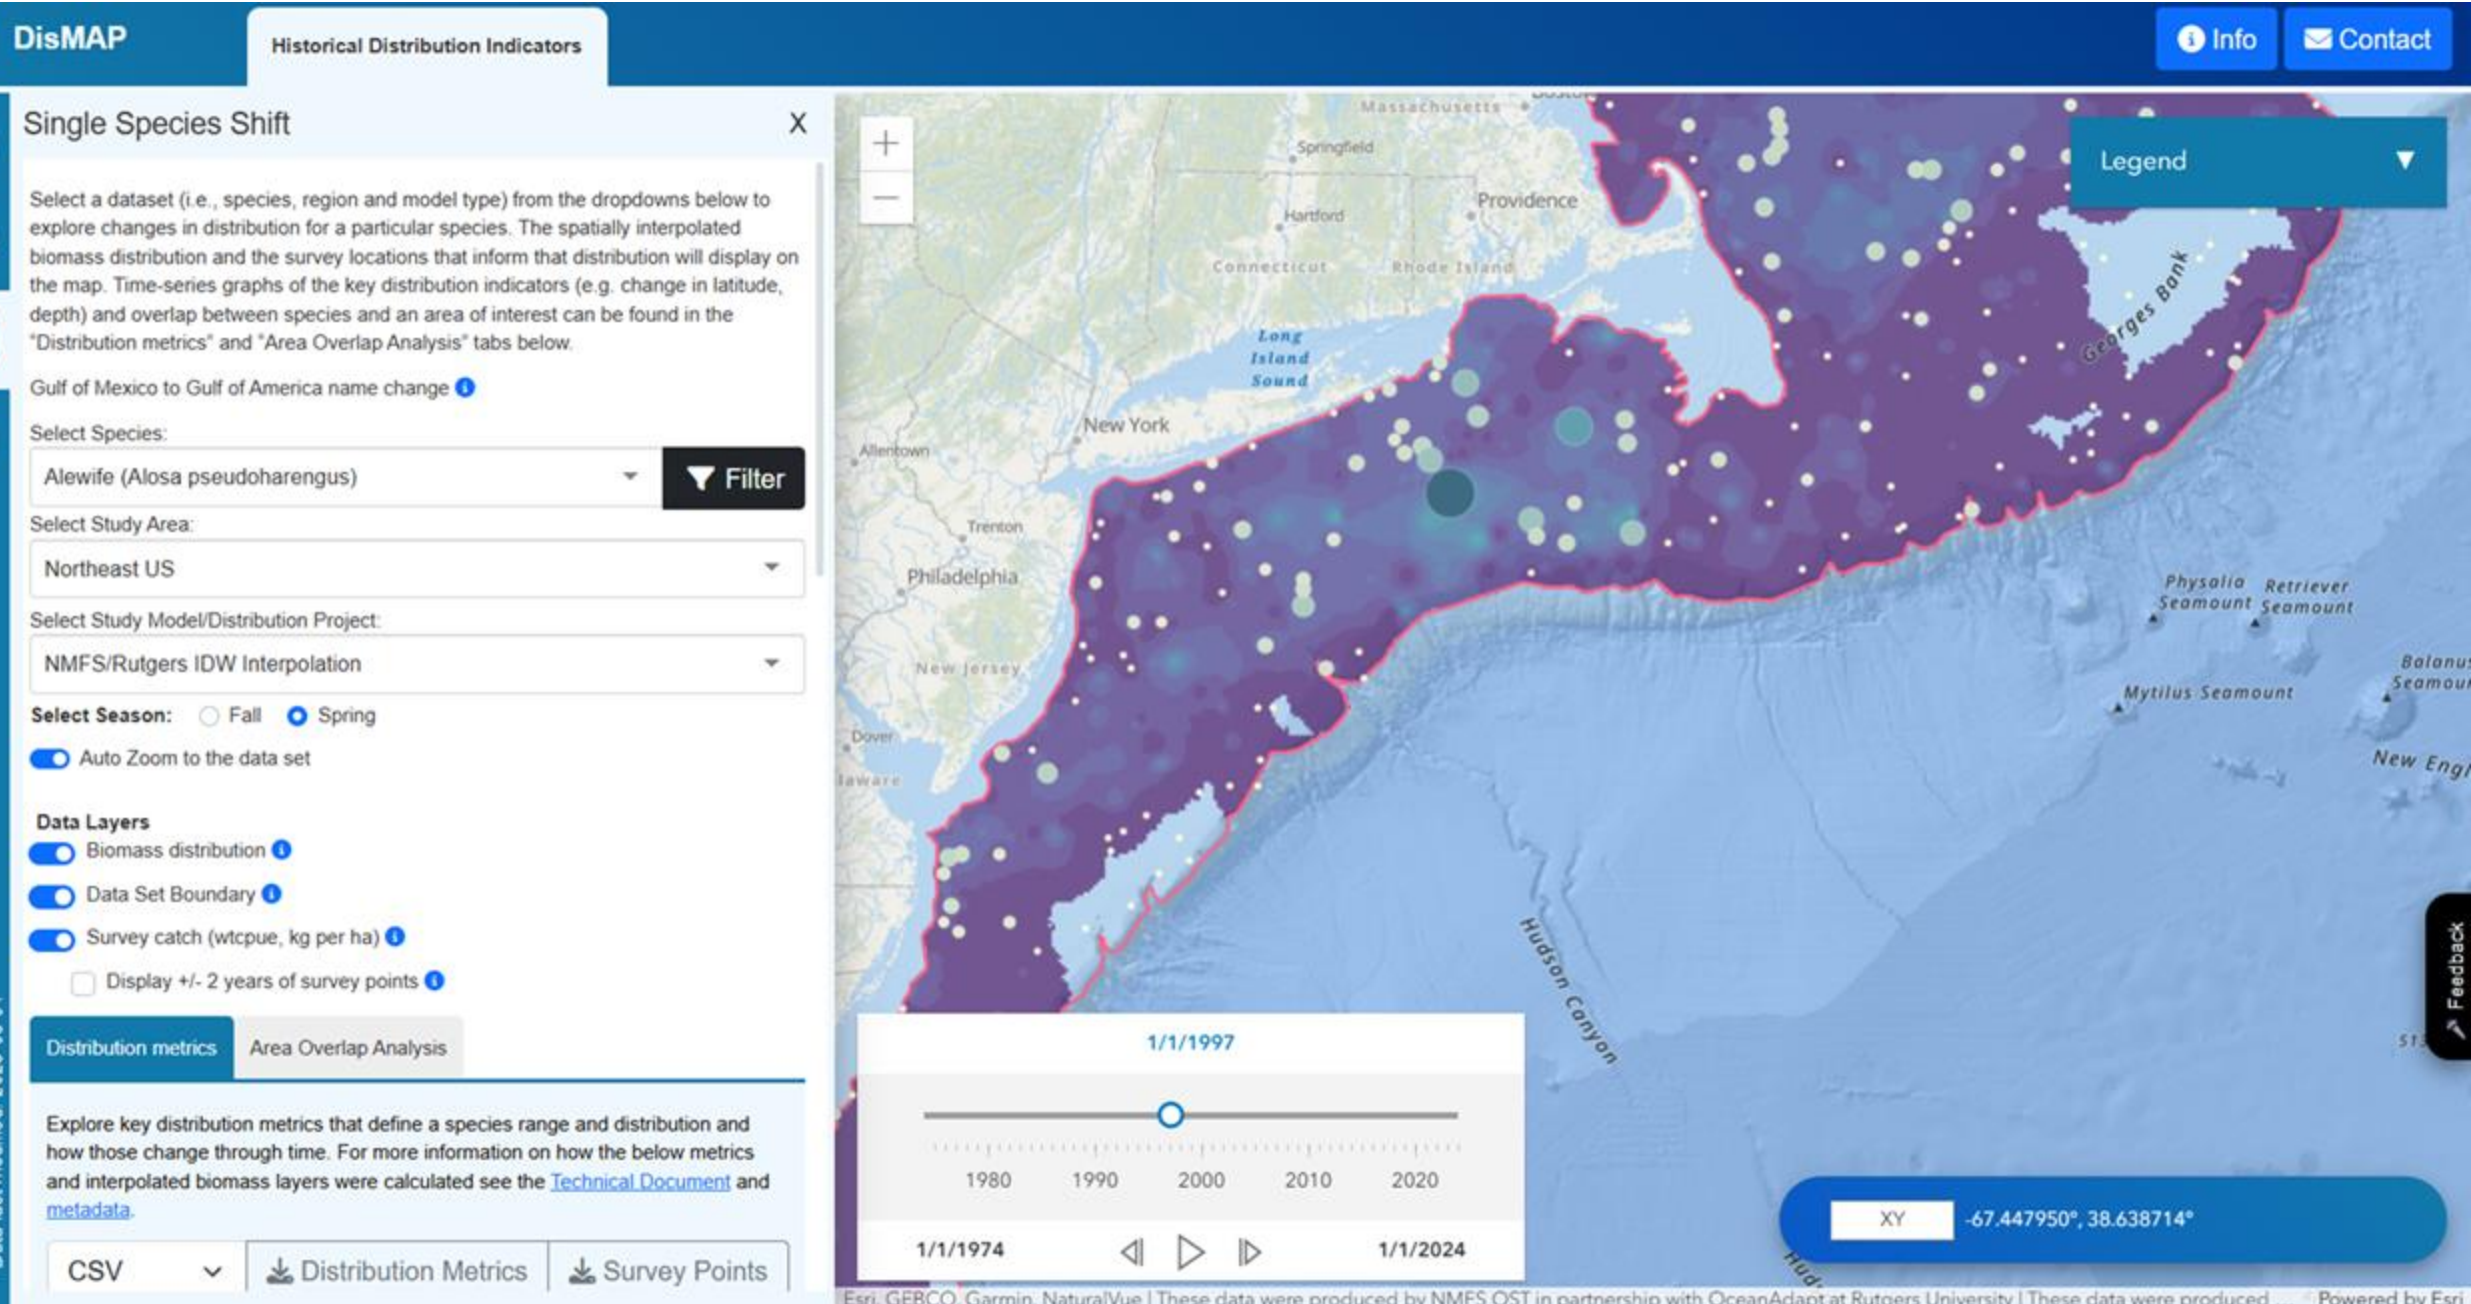 DisMAP
Historical Distribution Indicators
Info
Contact
Single Species Shift
X
Select a dataset (i.e., species, region and model type) from the dropdowns below to
explore changes in distribution for a particular species. The spatially interpolated
biomass distribution and the survey locations that inform that distribution will display on
the map. Time-series graphs of the key distribution indicators (e.g. change in latitude,
depth) and overlap between species and an area of interest can be found in the
"Distribution metrics" and "Area Overlap Analysis" tabs below.
Gulf of Mexico to Gulf of America name change
Select Species:
Alewife (Alosa pseudoharengus)
Filter
Select Study Area:
Northeast US
Select Study Model/Distribution Project:
NMFS/Rutgers IDW Interpolation
Select Season:
Fall
Spring
Auto Zoom to the data set
Data Layers
Biomass distribution
Data Set Boundary
Survey catch (wtcpue, kg per ha)
Display +/- 2 years of survey points
Distribution metrics
Area Overlap Analysis
Explore key distribution metrics that define a species range and distribution and
how those change through time. For more information on how the below metrics
and interpolated biomass layers were calculated see the Technical Document and
metadata.
CSV
Distribution Metrics
Survey Points
+
−
Legend
Massachusetts
Boston
Springfield
Providence
Hartford
Connecticut
Rhode Island
Long
Island
Sound
New York
Allentown
Trenton
Philadelphia
New Jersey
Dover
laware
Georges Bank
Physalia
Seamount
Retriever
Seamount
Mytilus Seamount
Balanus
Seamoun
New Engl
Hudson Canyon
Hud
1/1/1997
1980
1990
2000
2010
2020
1/1/1974
1/1/2024
XY
-67.447950°, 38.638714°
Feedback
Esri, GEBCO, Garmin, NaturalVue | These data were produced by NMFS OST in partnership with OceanAdapt at Rutgers University | These data were produced
Powered by Esri